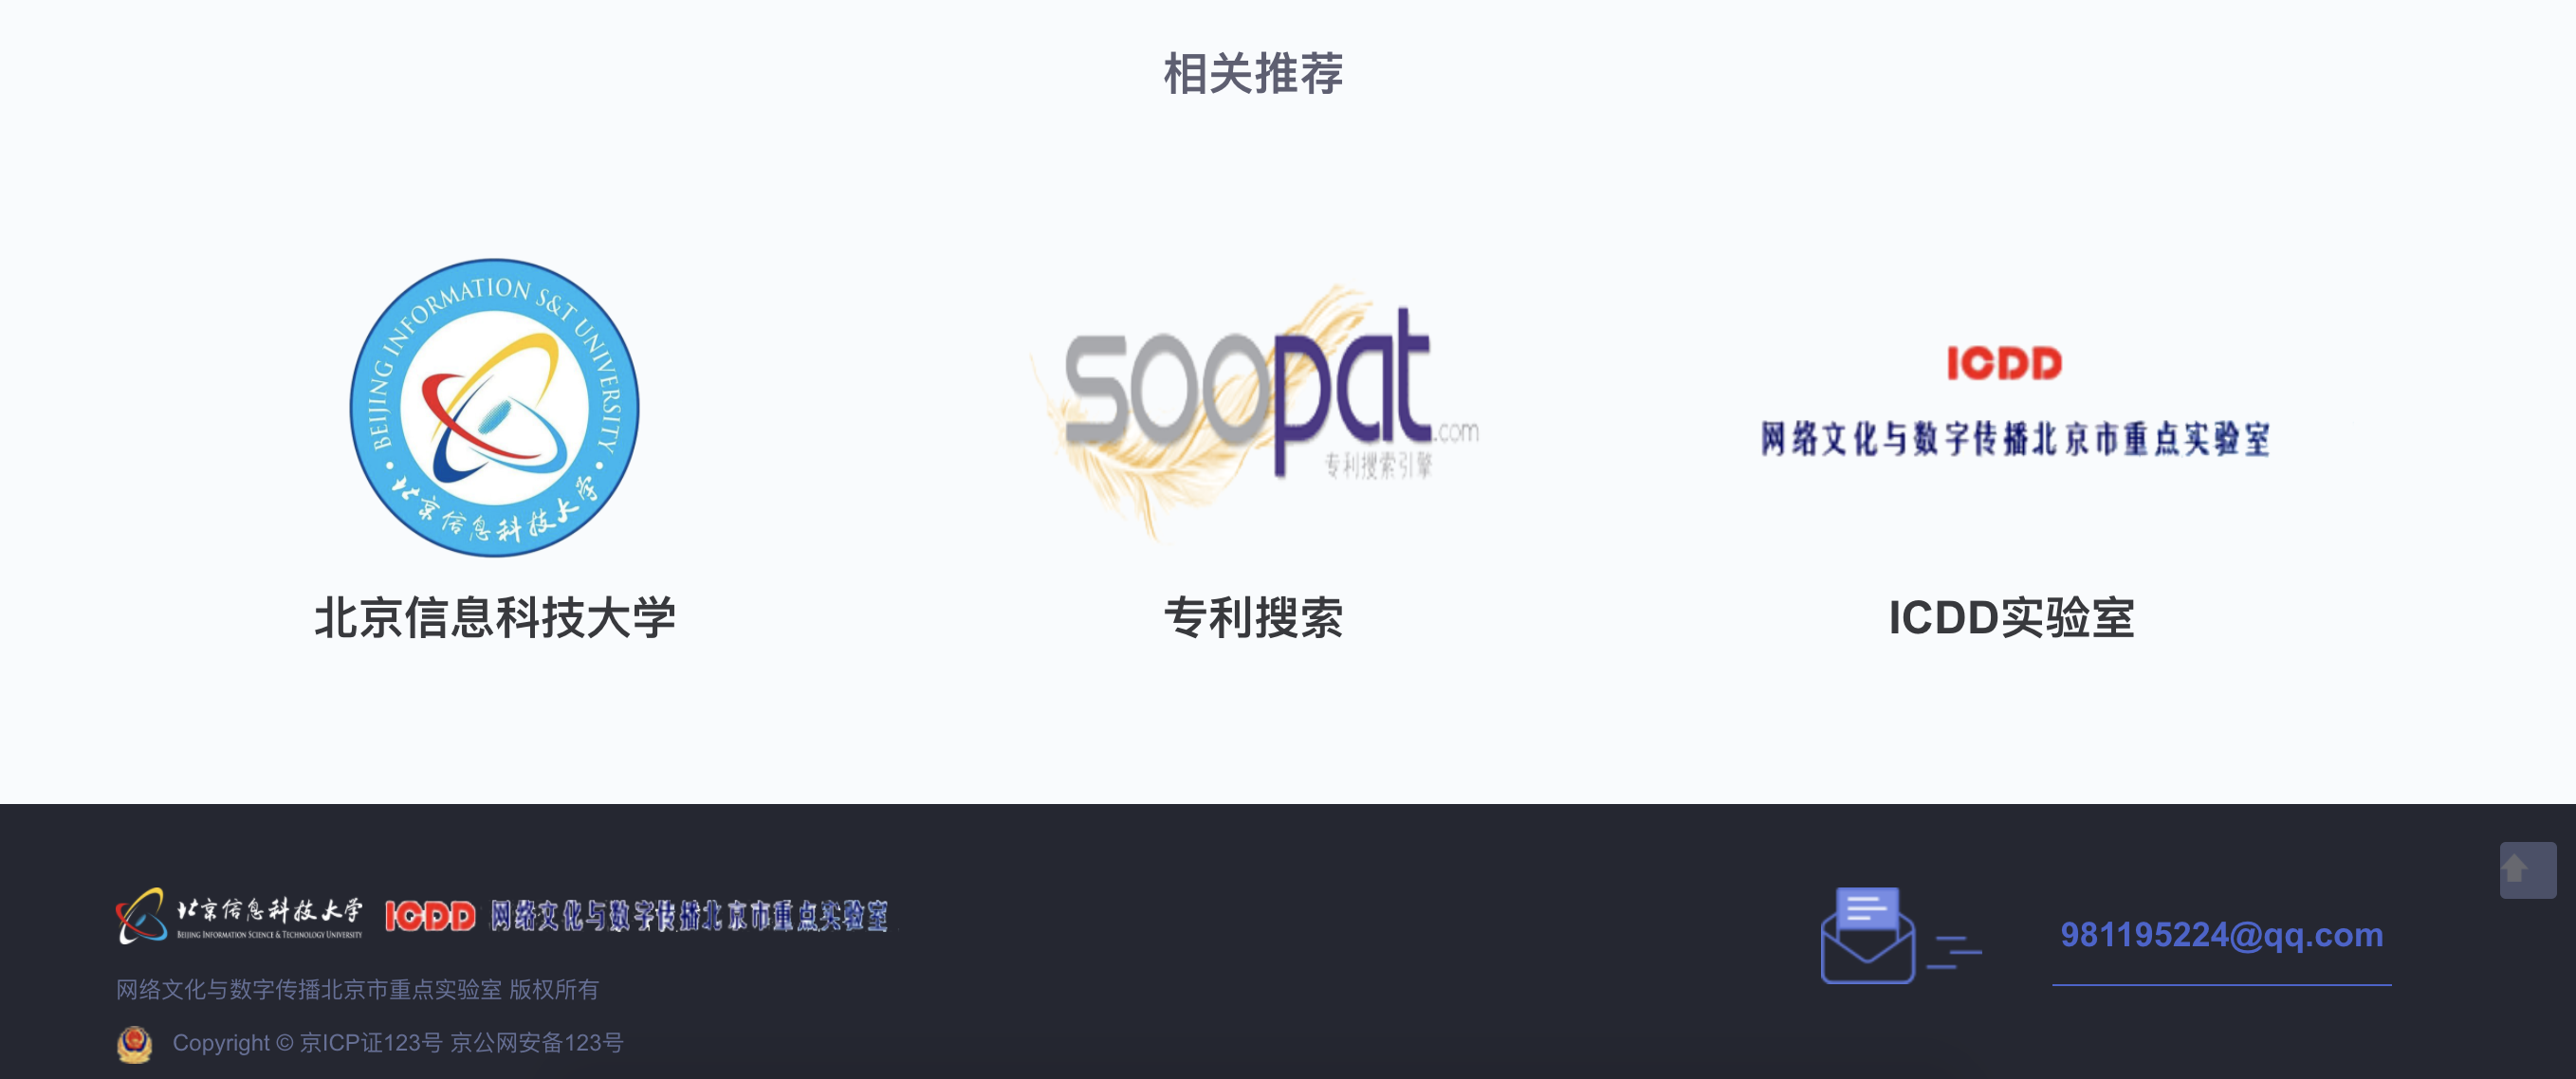 相关推荐
BEIJING INFORMATION S&T UNIVERSITY
北京信息科技大学
soopat.com
专利搜索引擎
ICDD
网络文化与数字传播北京市重点实验室
北京信息科技大学
专利搜索
ICDD实验室
北京信息科技大学
BEIJING INFORMATION SCIENCE & TECHNOLOGY UNIVERSITY
ICDD 网络文化与数字传播北京市重点实验室
981195224@qq.com
网络文化与数字传播北京市重点实验室 版权所有
Copyright © 京ICP证123号 京公网安备123号